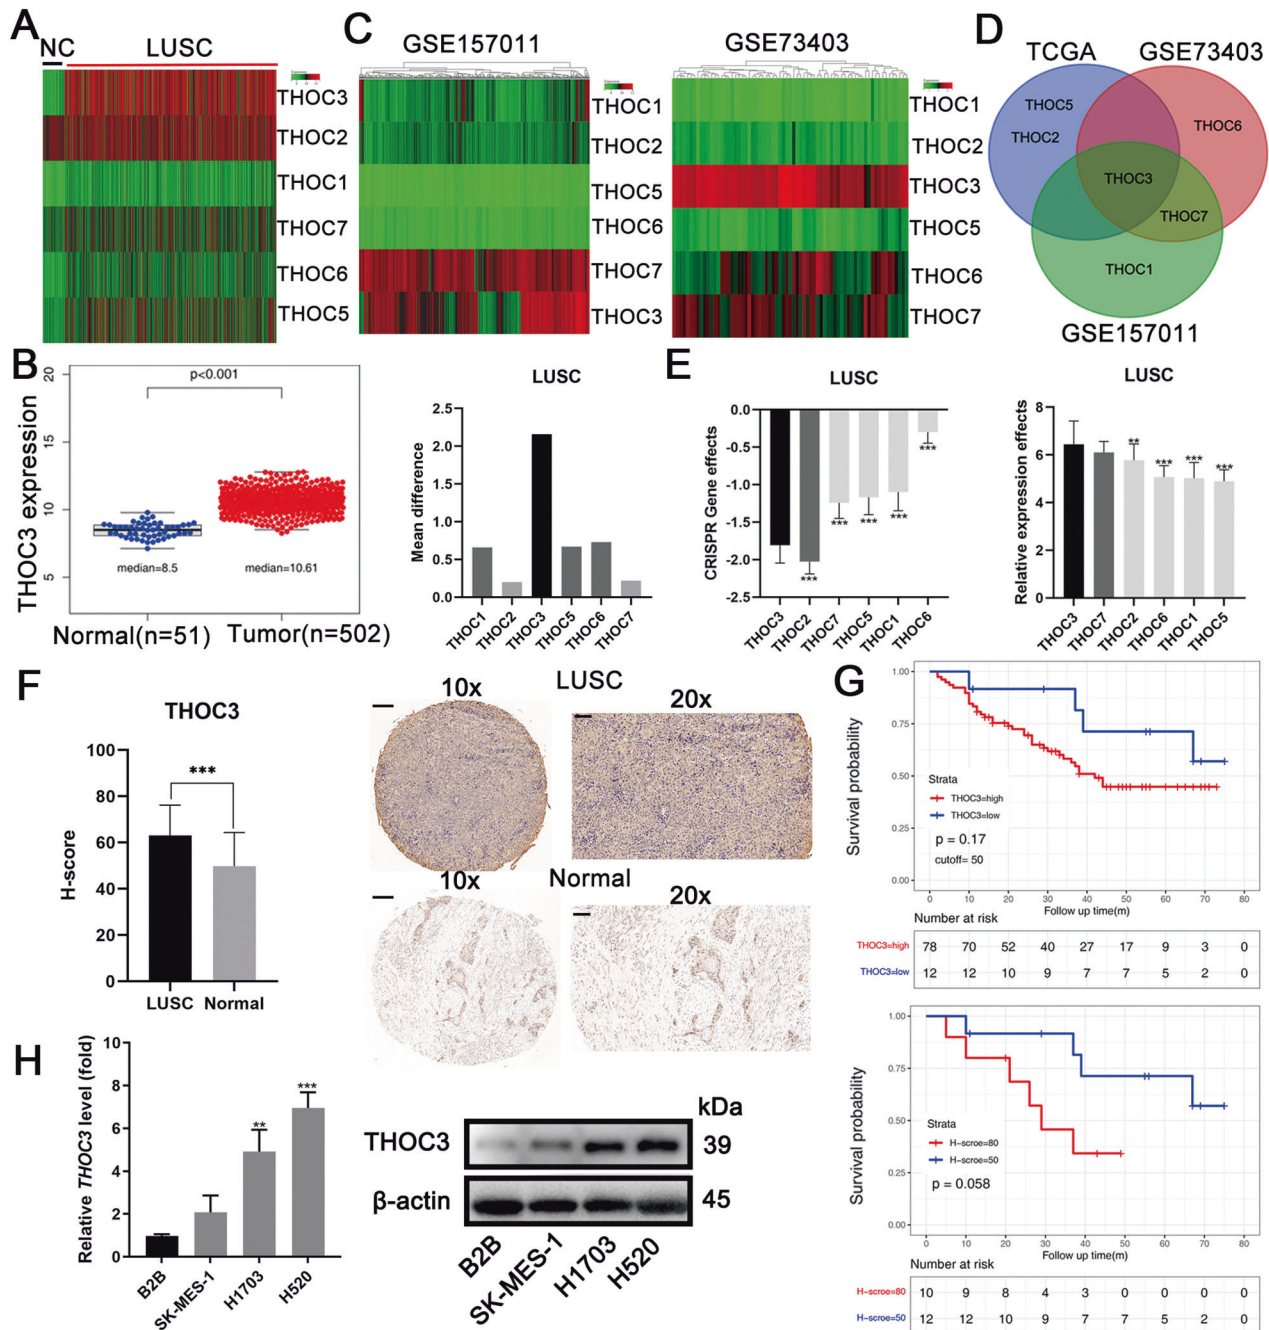 A
NC
LUSC
THOC3
THOC2
THOC1
THOC7
THOC6
THOC5
C
GSE157011
THOC1
THOC2
THOC5
THOC6
THOC7
THOC3
GSE73403
THOC1
THOC2
THOC3
THOC5
THOC6
THOC7
D
TCGA
GSE73403
THOC5
THOC2
THOC6
THOC3
THOC7
THOC1
GSE157011
B
THOC3 expression
20
15
10
5
p<0.001
median=8.5
median=10.61
Normal(n=51)
Tumor(n=502)
LUSC
Mean difference
2.5
2.0
1.5
1.0
0.5
0.0
THOC1
THOC2
THOC3
THOC5
THOC6
THOC7
E
LUSC
CRISPR Gene effects
0.0
-0.5
-1.0
-1.5
-2.0
-2.5
***
***
***
***
***
THOC3
THOC2
THOC7
THOC5
THOC1
THOC6
LUSC
Relative expression effects
8
6
4
2
0
**
***
***
***
THOC3
THOC7
THOC2
THOC6
THOC1
THOC5
F
THOC3
H-score
100
80
60
40
20
0
***
LUSC
Normal
LUSC
10x
20x
Normal
10x
20x
G
Survival probability
1.00
0.75
0.50
0.25
0.00
Strata
THOC3=high
THOC3=low
p = 0.17
cutoff= 50
0
10
20
30
40
50
60
70
80
Follow up time(m)
Number at risk
THOC3=high 78 70 52 40 27 17 9 3 0
THOC3=low 12 12 10 9 7 7 5 2 0
Survival probability
1.00
0.75
0.50
0.25
0.00
Strata
H-scroe=80
H-scroe=50
p = 0.058
0
10
20
30
40
50
60
70
80
Follow up time(m)
Number at risk
H-scroe=80 10 9 8 4 3 0 0 0 0
H-scroe=50 12 12 10 9 7 7 5 2 0
H
Relative THOC3 level (fold)
10
8
6
4
2
0
**
***
B2B
SK-MES-1
H1703
H520
kDa
THOC3
39
β-actin
45
B2B
SK-MES-1
H1703
H520